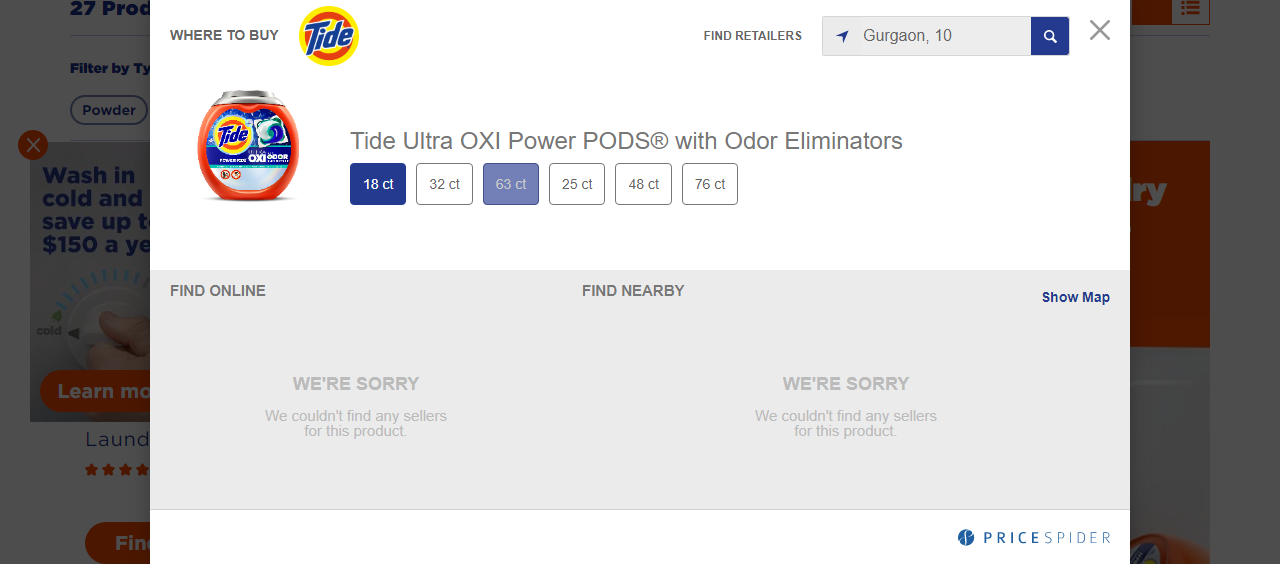 27 Prod
WHERE TO BUY
Tide
FIND RETAILERS
Gurgaon, 10
Filter by Ty
Powder
Tide
ULTRA
POWER PODS OXI ODOR
Tide Ultra OXI Power PODS® with Odor Eliminators
18 ct
32 ct
63 ct
25 ct
48 ct
76 ct
Wash in
cold and
save up to
$150 a ye
cold
Learn mo
dry
FIND ONLINE
FIND NEARBY
Show Map
WE'RE SORRY
We couldn't find any sellers
for this product.
WE'RE SORRY
We couldn't find any sellers
for this product.
Laund
Fin
PRICESPIDER